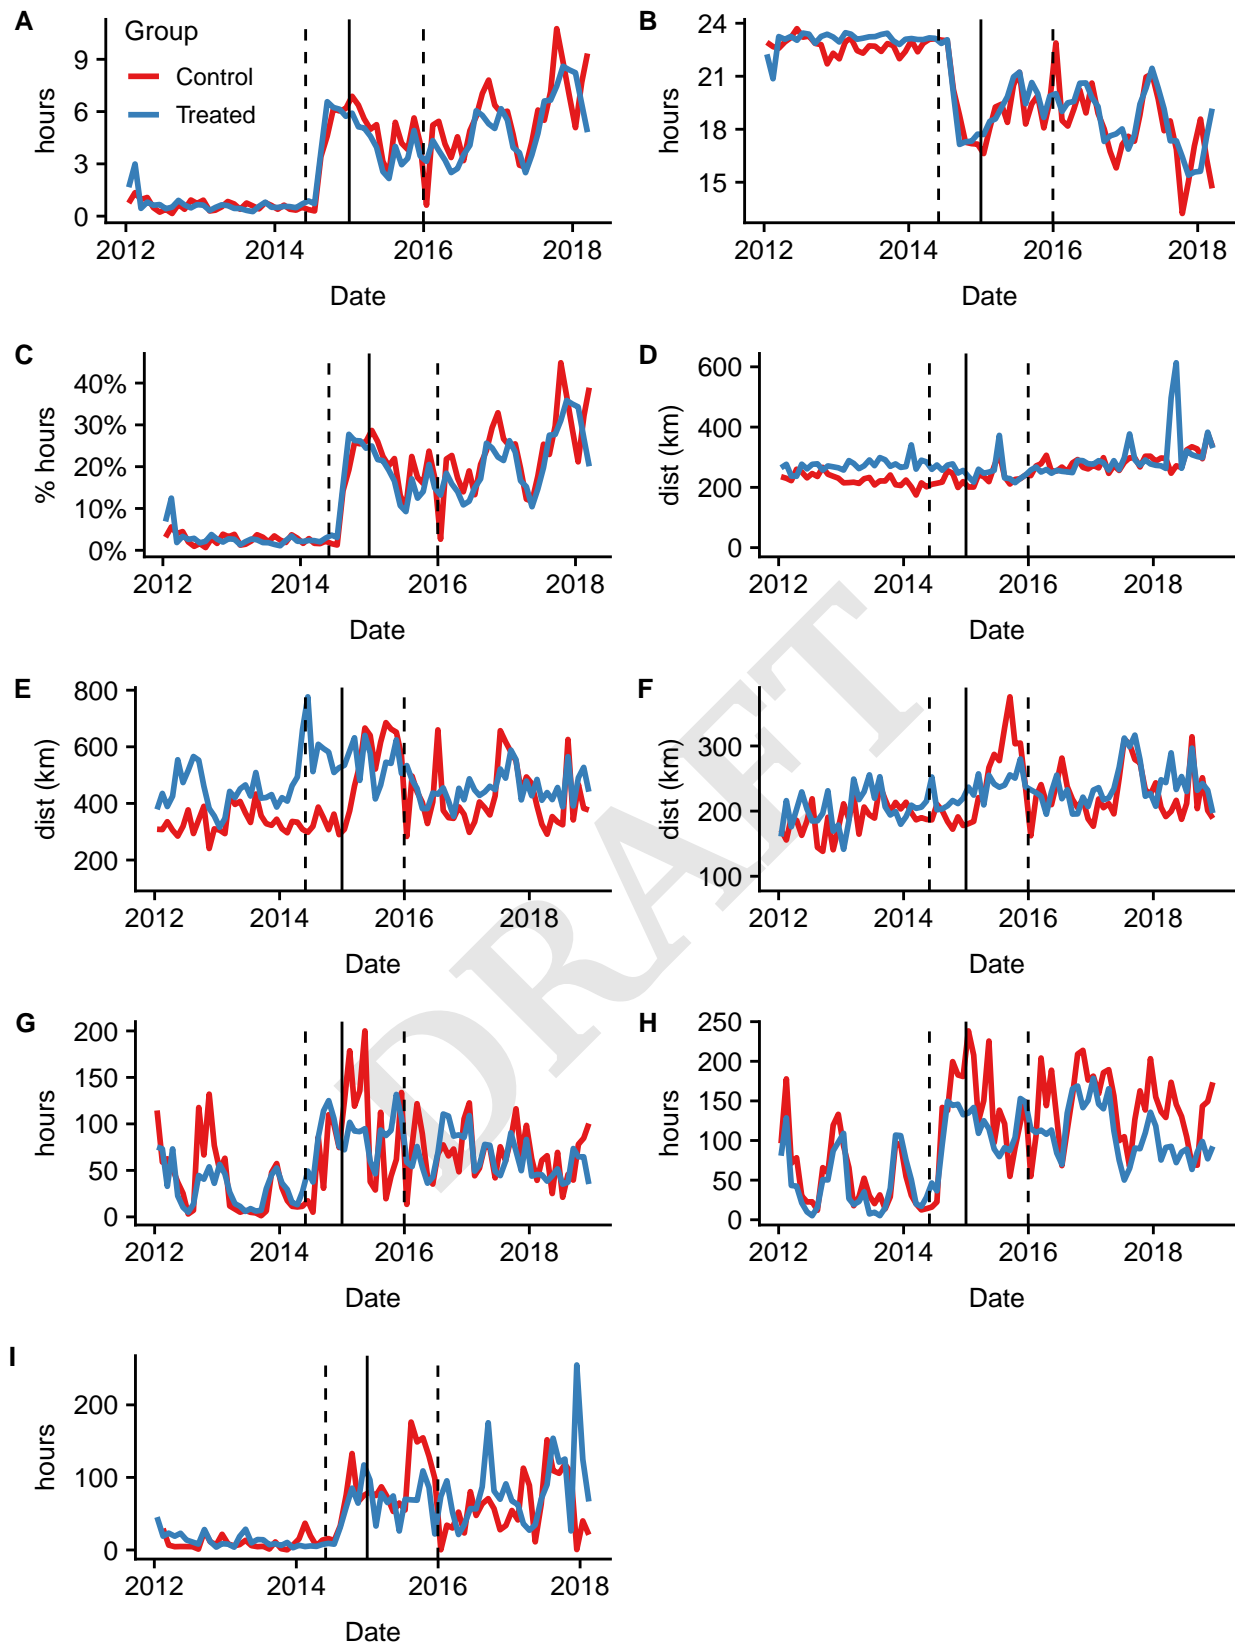 A
Group
Control
Treated
9
6
3
0
hours
2012 2014 2016 2018
Date
B
24
21
18
15
hours
2012 2014 2016 2018
Date
C
40%
30%
20%
10%
0%
% hours
2012 2014 2016 2018
Date
D
600
400
200
0
dist (km)
2012 2014 2016 2018
Date
E
800
600
400
200
dist (km)
2012 2014 2016 2018
Date
F
300
200
100
dist (km)
2012 2014 2016 2018
Date
G
200
150
100
50
0
hours
2012 2014 2016 2018
Date
H
250
200
150
100
50
0
hours
2012 2014 2016 2018
Date
I
200
100
0
hours
2012 2014 2016 2018
Date
DRAFT